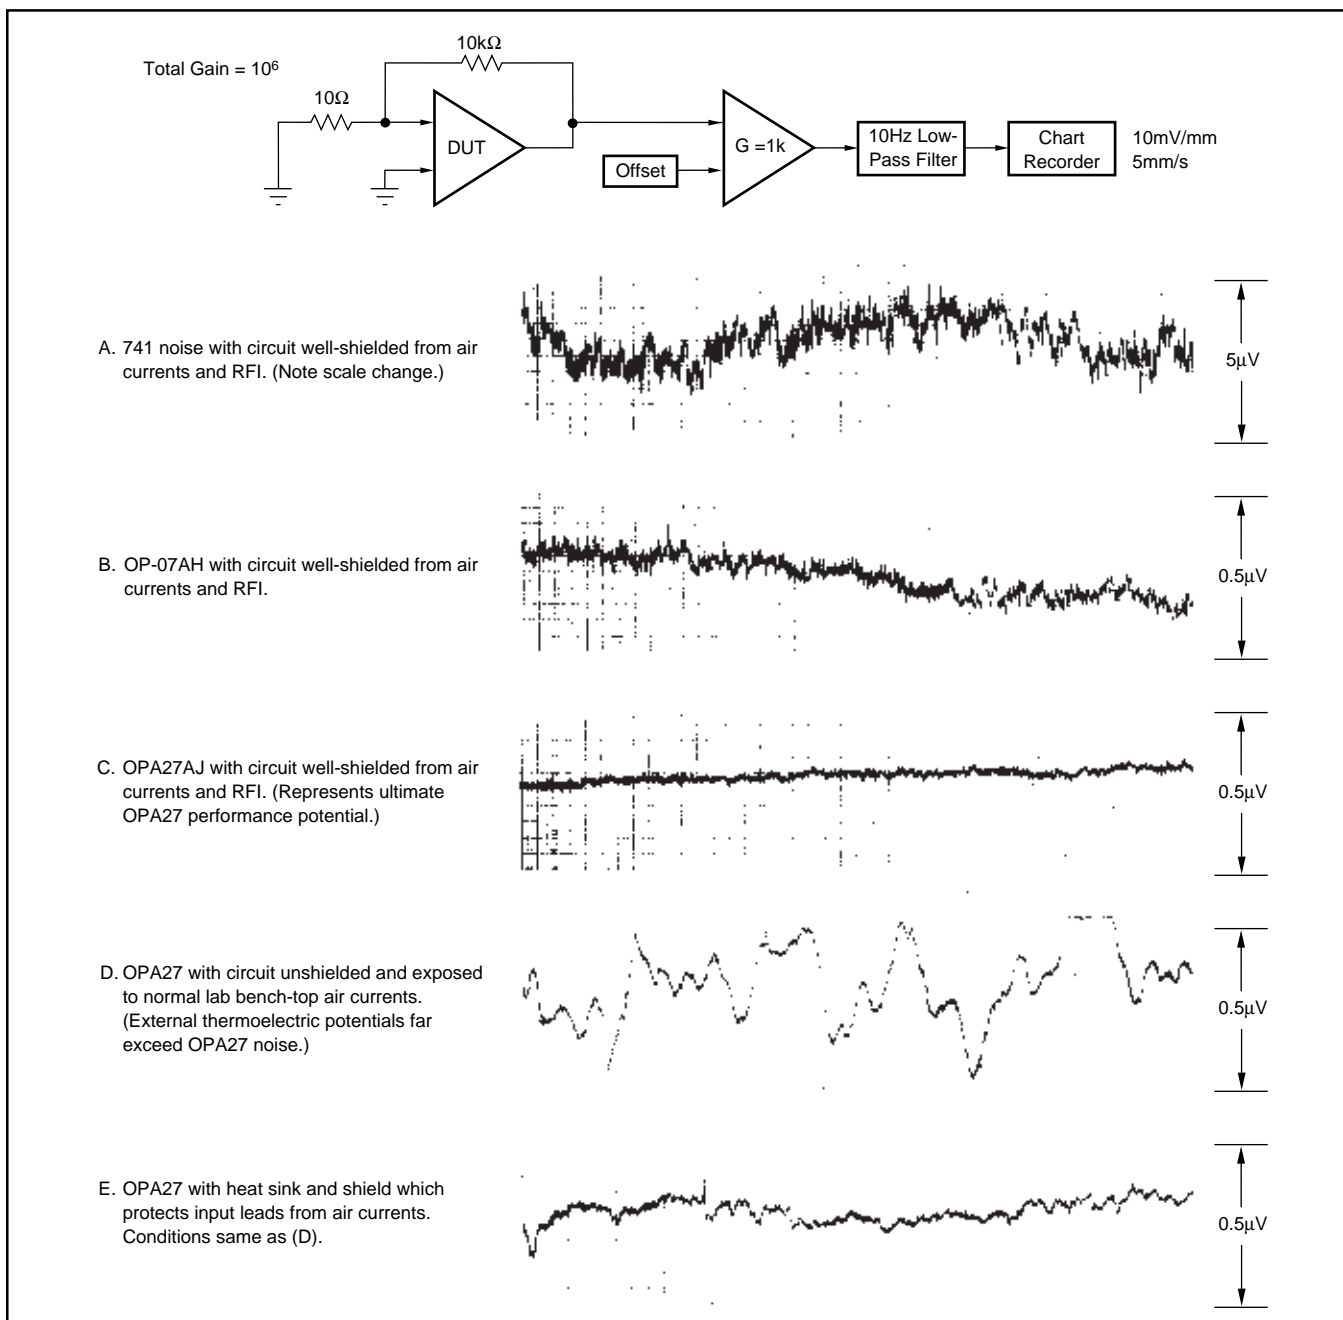 Total Gain = 10⁶
10kΩ
10Ω
DUT
Offset
G =1k
10Hz Low-
Pass Filter
Chart
Recorder
10mV/mm
5mm/s
A. 741 noise with circuit well-shielded from air
currents and RFI. (Note scale change.)
5µV
B. OP-07AH with circuit well-shielded from air
currents and RFI.
0.5µV
C. OPA27AJ with circuit well-shielded from air
currents and RFI. (Represents ultimate
OPA27 performance potential.)
0.5µV
D. OPA27 with circuit unshielded and exposed
to normal lab bench-top air currents.
(External thermoelectric potentials far
exceed OPA27 noise.)
0.5µV
E. OPA27 with heat sink and shield which
protects input leads from air currents.
Conditions same as (D).
0.5µV